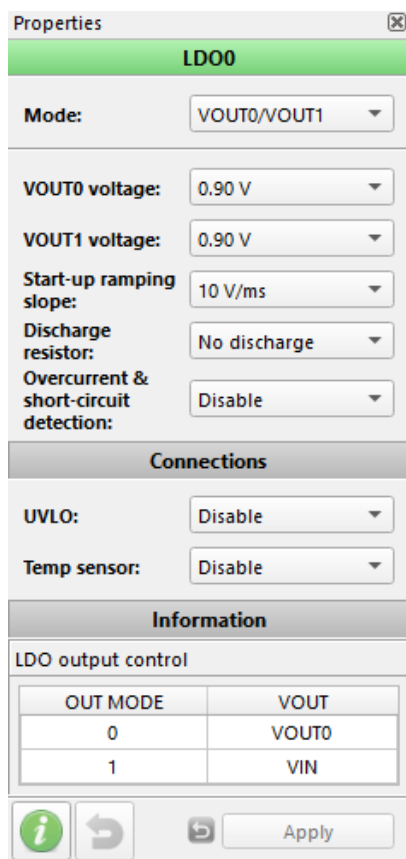 Properties
LDO0
Mode: VOUT0/VOUT1
VOUT0 voltage: 0.90 V
VOUT1 voltage: 0.90 V
Start-up ramping
slope: 10 V/ms
Discharge
resistor: No discharge
Overcurrent &
short-circuit
detection: Disable
Connections
UVLO: Disable
Temp sensor: Disable
Information
LDO output control
OUT MODE VOUT
0 VOUT0
1 VIN
i
Apply